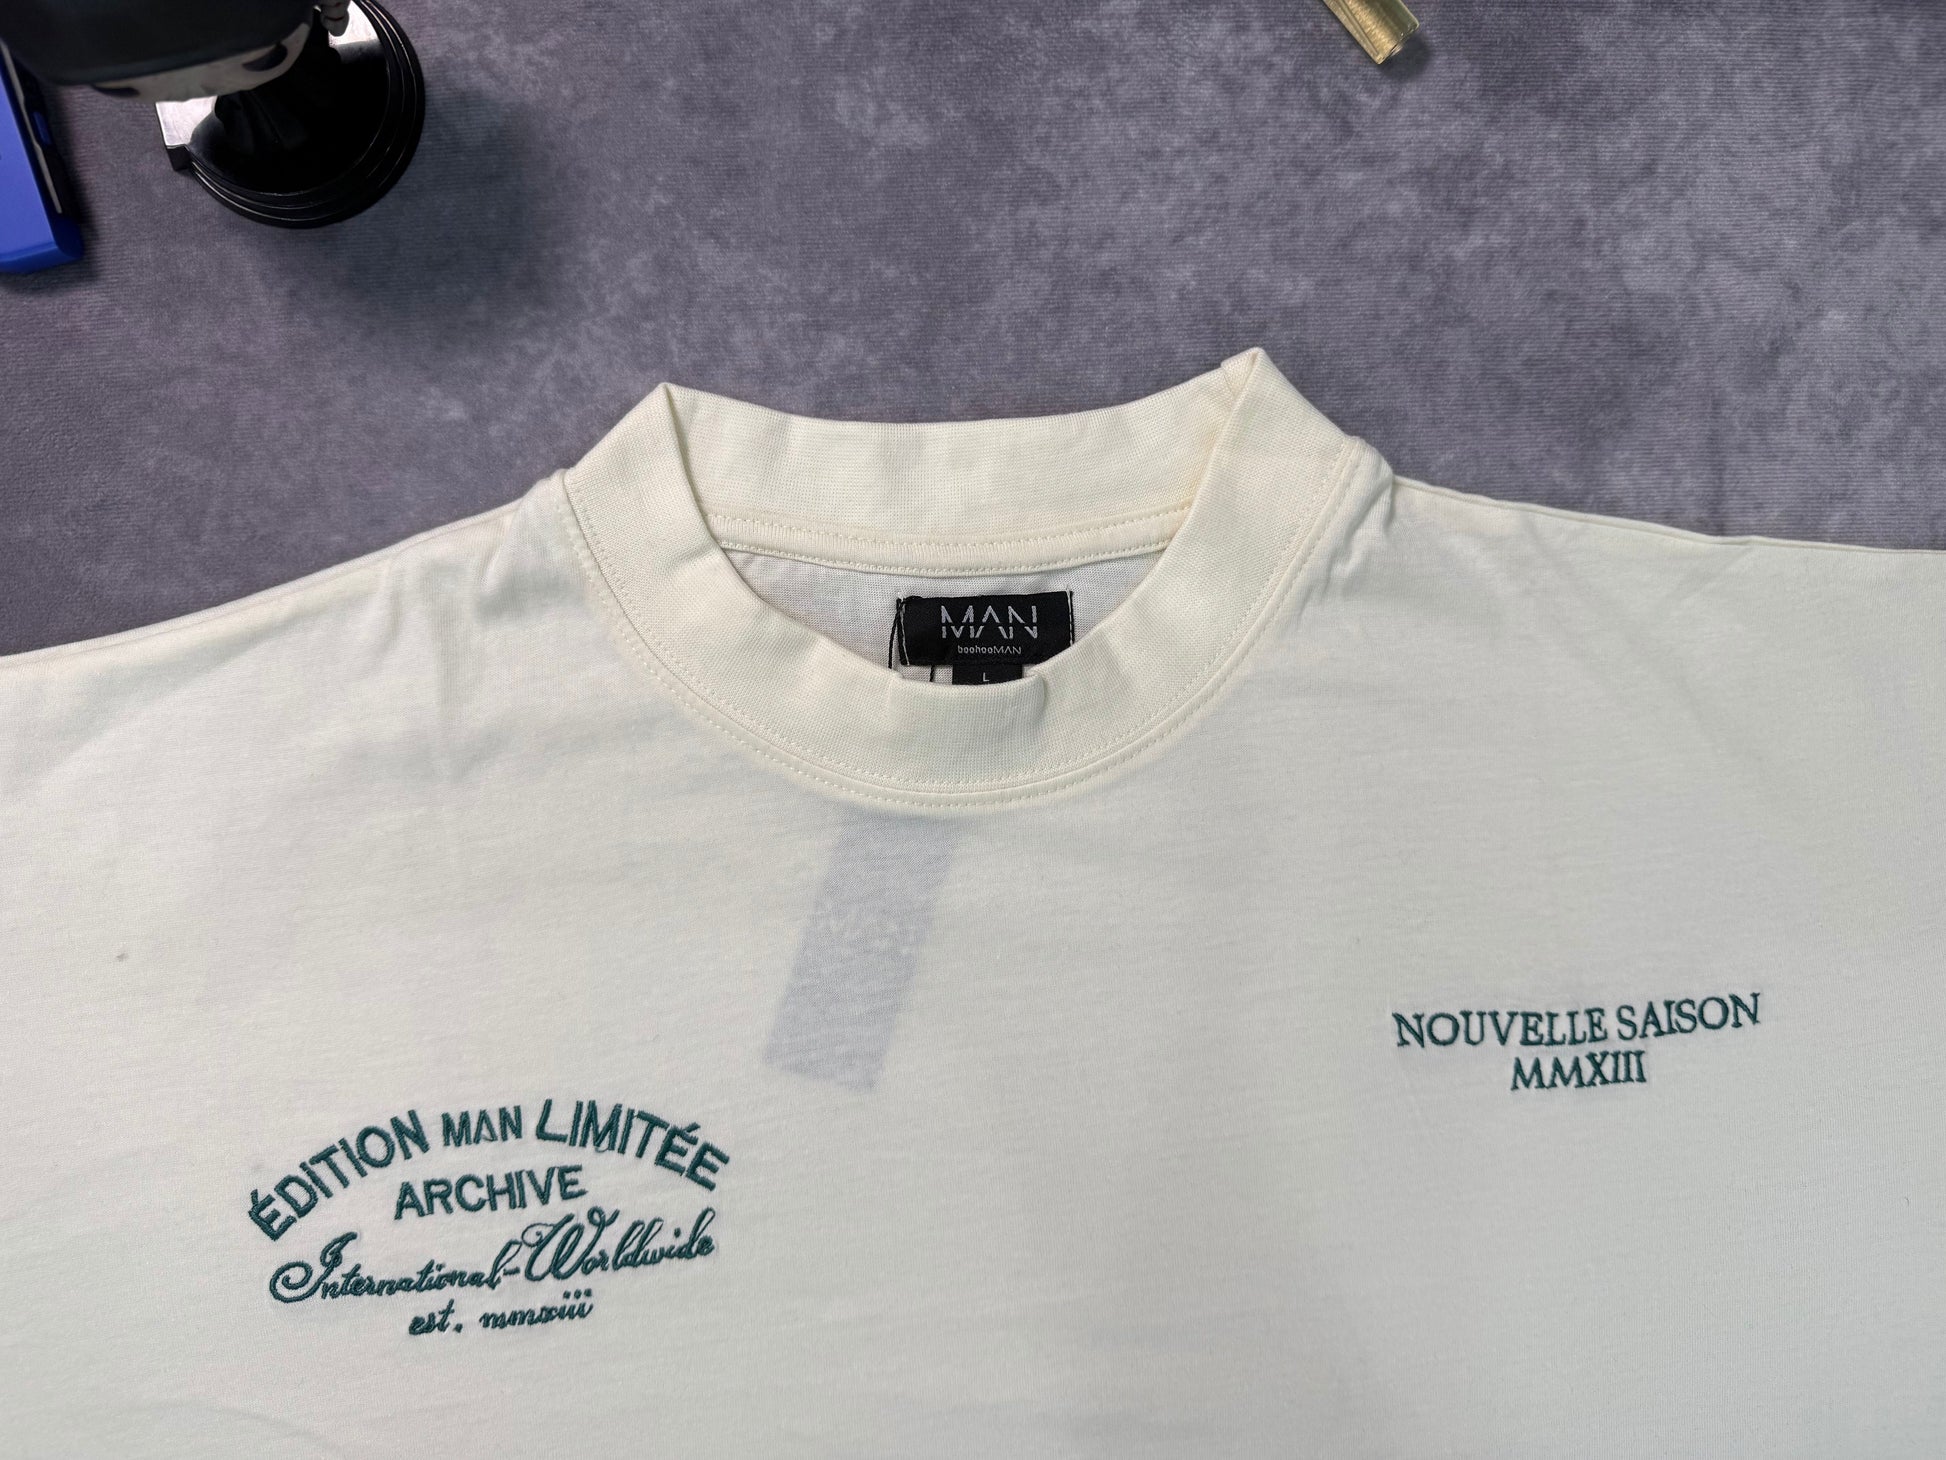 MAN
boohooMAN
L
NOUVELLE SAISON
MMXIII
ÉDITION MAN LIMITÉE
ARCHIVE
International-Worldwide
est. mmxiii